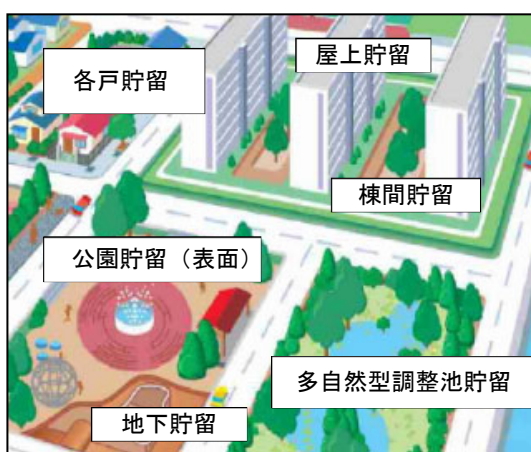 屋上貯留
各戸貯留
棟間貯留
公園貯留（表面）
多自然型調整池貯留
地下貯留